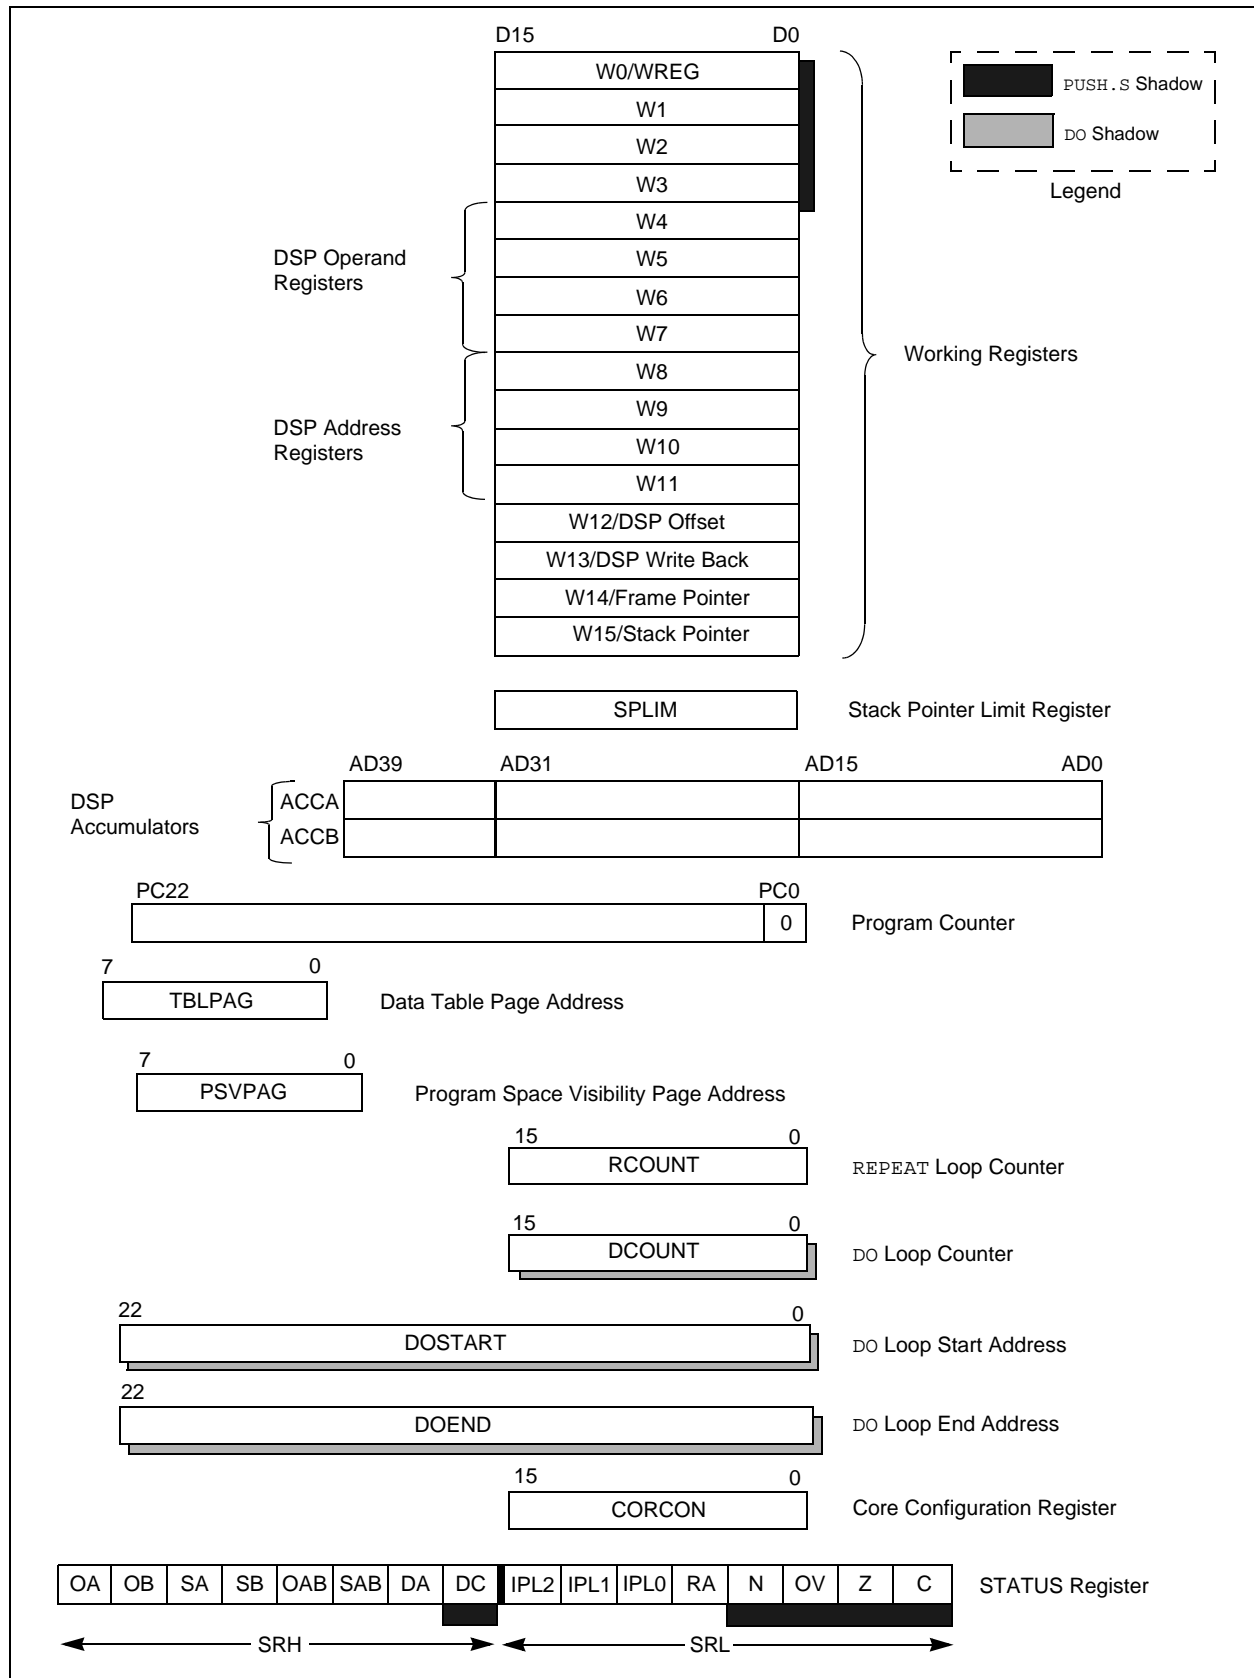 D15 D0
W0/WREG
W1
W2
W3
W4
W5
W6
W7
W8
W9
W10
W11
W12/DSP Offset
W13/DSP Write Back
W14/Frame Pointer
W15/Stack Pointer
PUSH.S Shadow
DO Shadow
Legend
DSP Operand
Registers
DSP Address
Registers
Working Registers
SPLIM Stack Pointer Limit Register
AD39 AD31 AD15 AD0
DSP
Accumulators
ACCA
ACCB
PC22 PC0
0 Program Counter
7 0
TBLPAG Data Table Page Address
7 0
PSVPAG Program Space Visibility Page Address
15 0
RCOUNT REPEAT Loop Counter
15 0
DCOUNT DO Loop Counter
22 0
DOSTART DO Loop Start Address
22
DOEND DO Loop End Address
15 0
CORCON Core Configuration Register
OA OB SA SB OAB SAB DA DC IPL2 IPL1 IPL0 RA N OV Z C STATUS Register
SRH SRL